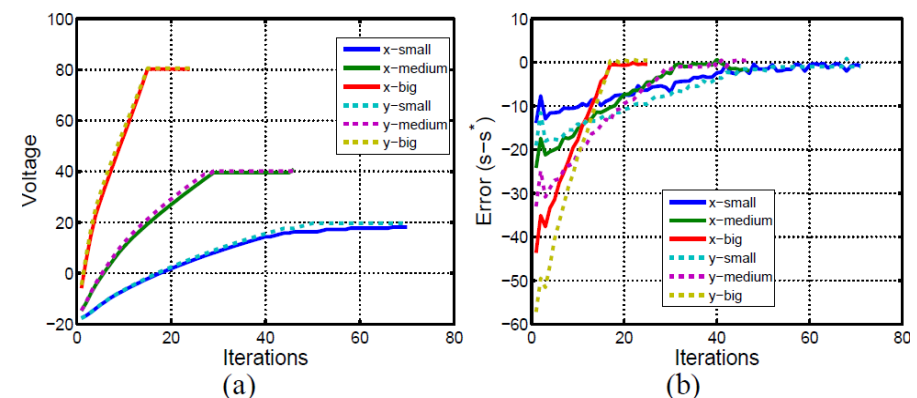 100
80
60
40
20
0
−20
0
20
40
60
80
Voltage
Iterations
x−small
x−medium
x−big
y−small
y−medium
y−big
(a)
10
0
−10
−20
−30
−40
−50
−60
0
20
40
60
80
Error (s−s*)
Iterations
x−small
x−medium
x−big
y−small
y−medium
y−big
(b)